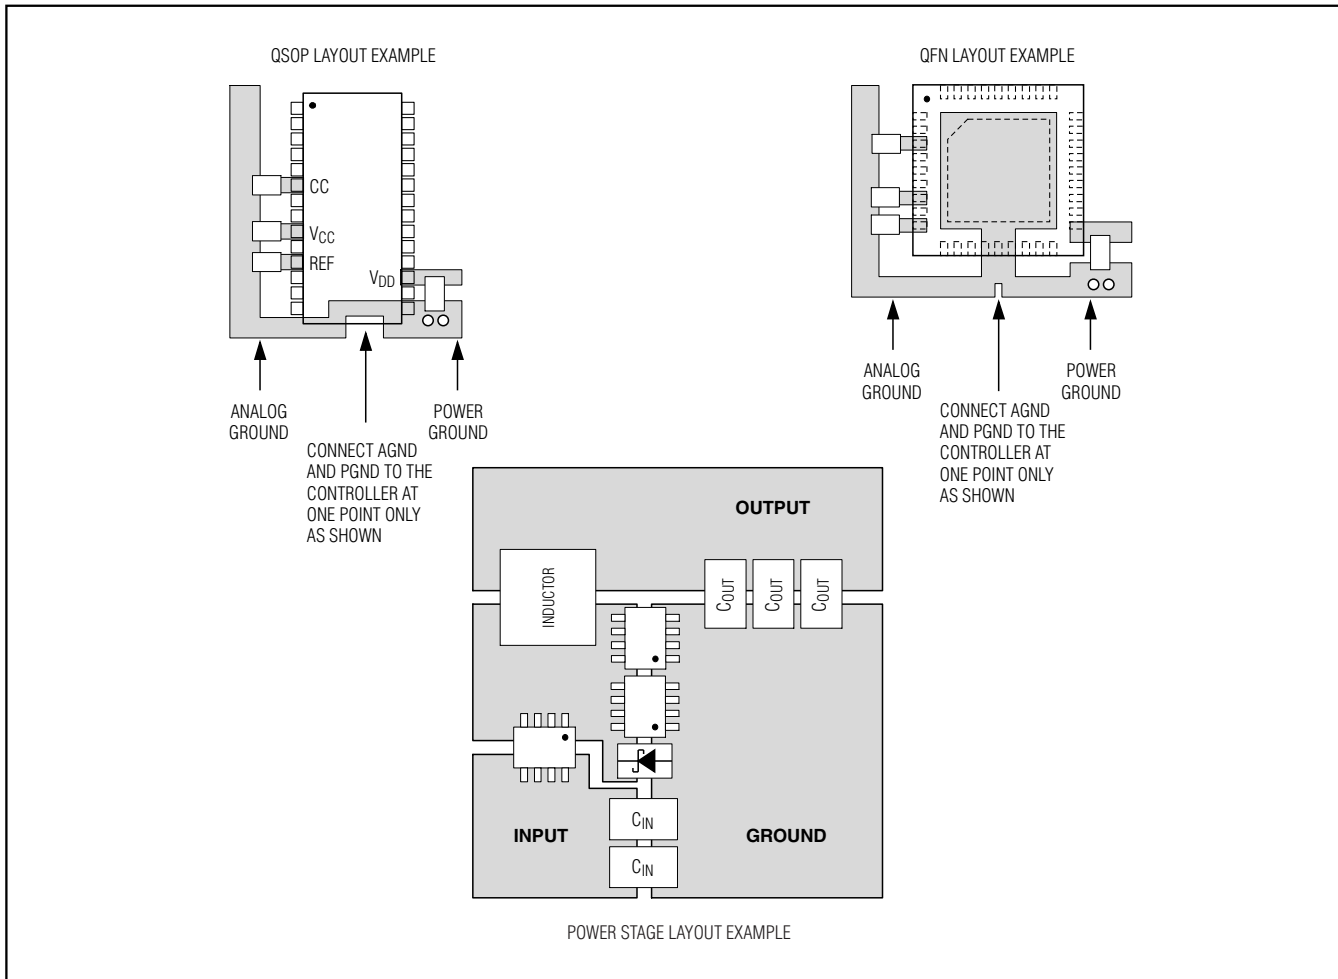 QSOP LAYOUT EXAMPLE
CC
VCC
REF
VDD
ANALOG
GROUND
CONNECT AGND
AND PGND TO THE
CONTROLLER AT
ONE POINT ONLY
AS SHOWN
POWER
GROUND
QFN LAYOUT EXAMPLE
ANALOG
GROUND
CONNECT AGND
AND PGND TO THE
CONTROLLER AT
ONE POINT ONLY
AS SHOWN
POWER
GROUND
OUTPUT
INDUCTOR
COUT
COUT
COUT
INPUT
CIN
CIN
GROUND
POWER STAGE LAYOUT EXAMPLE